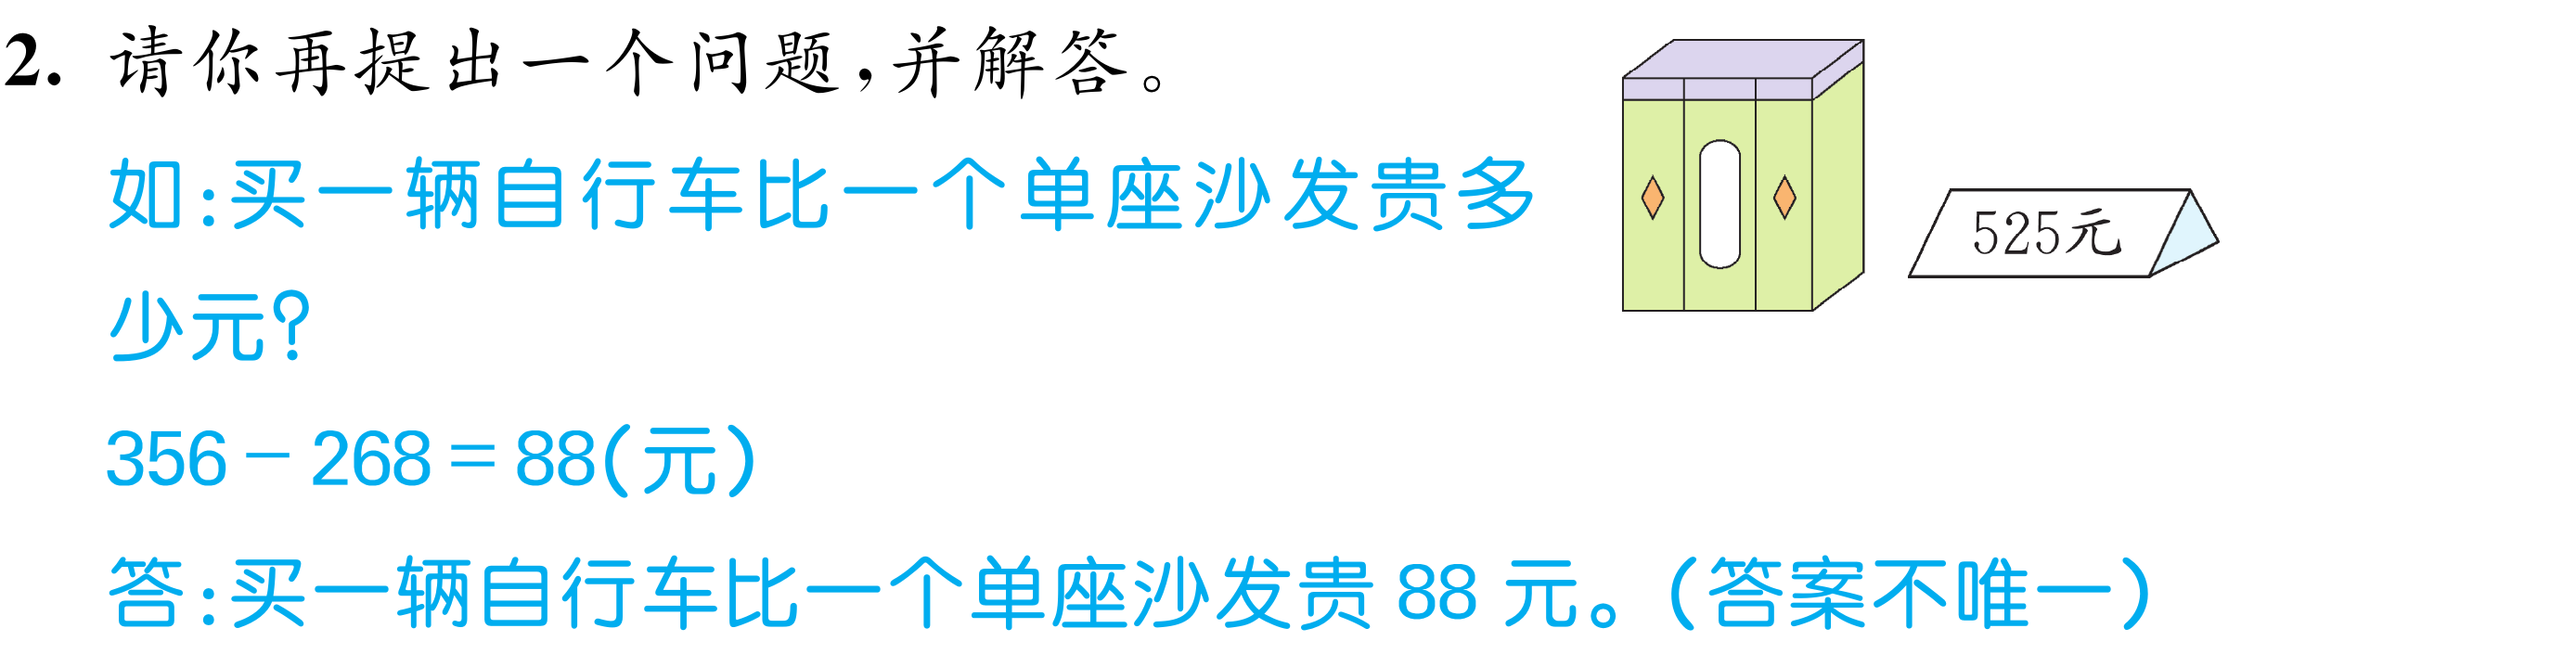 2. 请你再提出一个问题,并解答。
如:买一辆自行车比一个单座沙发贵多
少元?
525元
356－268＝88(元)
答:买一辆自行车比一个单座沙发贵 88 元。(答案不唯一)